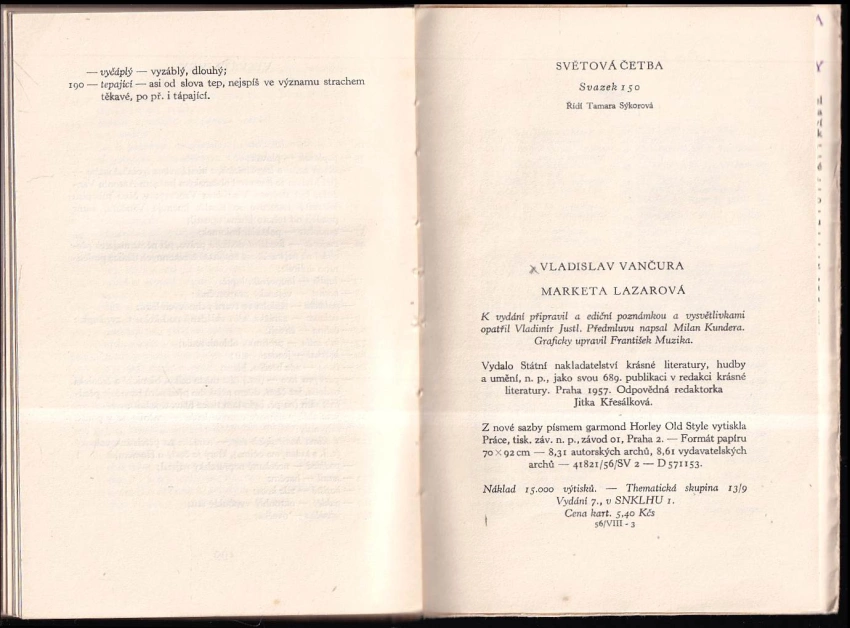 — vyčáplý — vyzáblý, dlouhý;
190 — tepající — asi od slova tep, nejspíš ve významu strachem
těkavé, po př. i tápající.
SVĚTOVÁ ČETBA
Svazek 150
Řídí Tamara Sýkorová
VLADISLAV VANČURA
MARKETA LAZAROVÁ
K vydání připravil a ediční poznámkou a vysvětlivkami
opatřil Vladimír Justl. Předmluvu napsal Milan Kundera.
Graficky upravil František Muzika.
Vydalo Státní nakladatelství krásné literatury, hudby
a umění, n. p., jako svou 689. publikaci v redakci krásné
literatury. Praha 1957. Odpovědná redaktorka
Jitka Křesálková.
Z nové sazby písmem garmond Horley Old Style vytiskla
Práce, tisk. záv. n. p., závod 01, Praha 2. — Formát papíru
70×92 cm — 8,31 autorských archů, 8,61 vydavatelských
archů — 41821/56/SV 2 — D 571153.
Náklad 15.000 výtisků. — Thematická skupina 13/9
Vydání 7., v SNKLHU 1.
Cena kart. 5,40 Kčs
56/VIII - 3